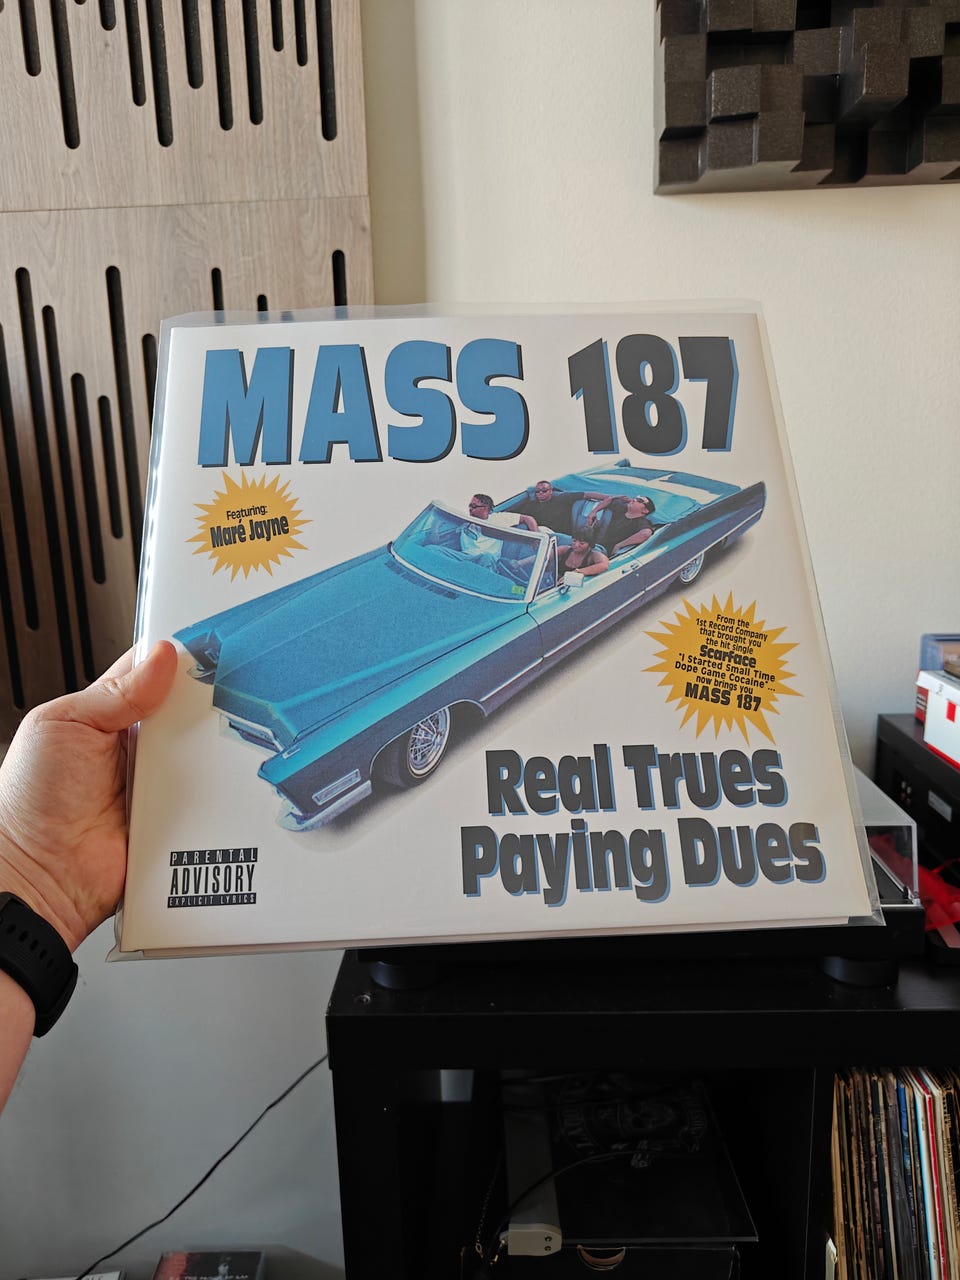 MASS 187
Featuring:
Maré Jayne
From the
1st Record Company
that brought you
the hit single
Scarface
"I Started Small Time
Dope Game Cocaine"...
now brings you
MASS 187
Real Trues
Paying Dues
PARENTAL
ADVISORY
EXPLICIT LYRICS